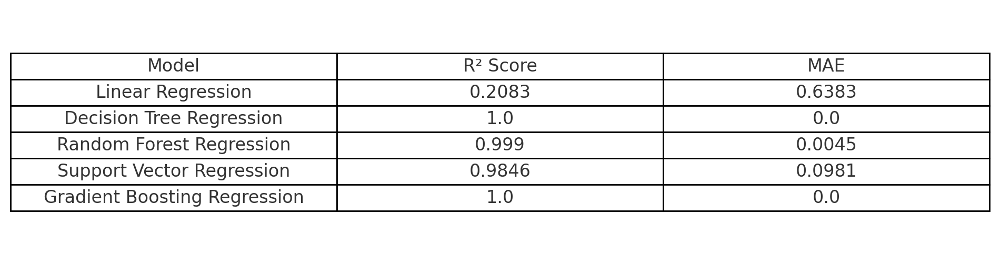 Model R² Score MAE
Linear Regression 0.2083 0.6383
Decision Tree Regression 1.0 0.0
Random Forest Regression 0.999 0.0045
Support Vector Regression 0.9846 0.0981
Gradient Boosting Regression 1.0 0.0